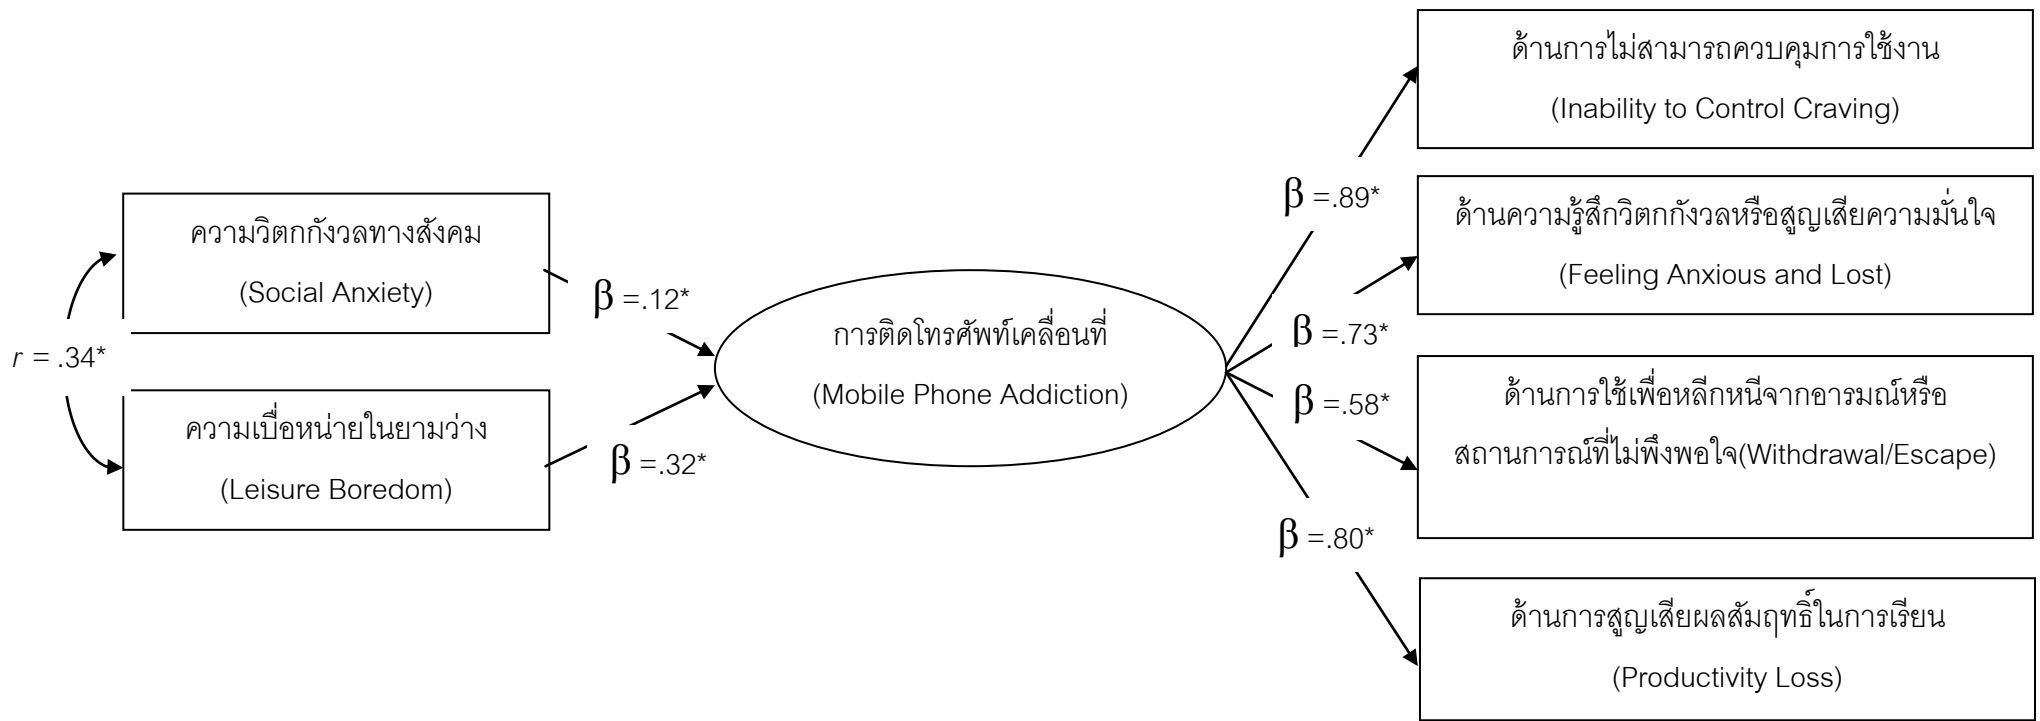 ด้านการไม่สามารถควบคุมการใช้งาน
(Inability to Control Craving)
β =.89*
ด้านความรู้สึกวิตกกังวลหรือสูญเสียความมั่นใจ
(Feeling Anxious and Lost)
ความวิตกกังวลทางสังคม
(Social Anxiety)
β =.12*
β =.73*
r = .34*
การติดโทรศัพท์เคลื่อนที่
(Mobile Phone Addiction)
β =.58*
ด้านการใช้เพื่อหลีกหนีจากอารมณ์หรือ
สถานการณ์ที่ไม่พึงพอใจ(Withdrawal/Escape)
ความเบื่อหน่ายในยามว่าง
(Leisure Boredom)
β =.32*
β =.80*
ด้านการสูญเสียผลสัมฤทธิ์ในการเรียน
(Productivity Loss)